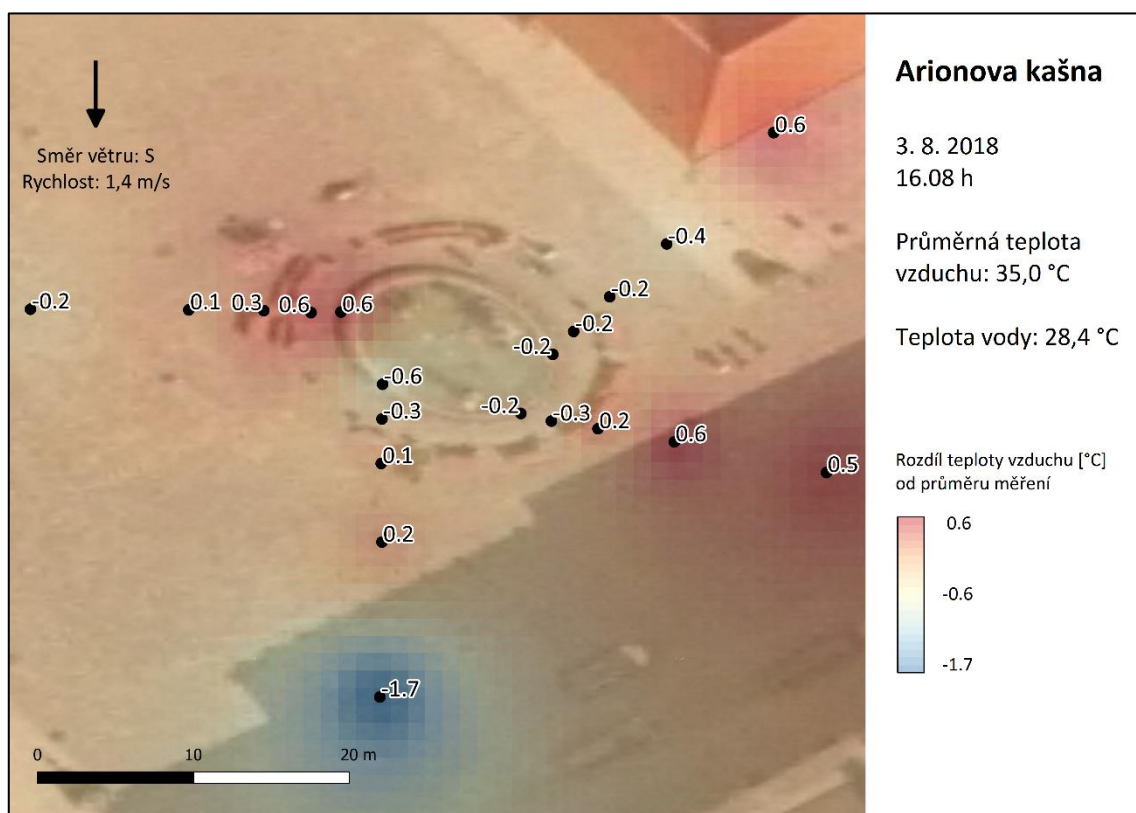 Směr větru: S
Rychlost: 1,4 m/s
0.6
-0.4
-0.2
-0.2
0.1
0.3
0.6
0.6
-0.2
-0.2
-0.6
-0.3
-0.2
-0.3
0.2
0.6
0.1
0.5
0.2
-1.7
0 10 20 m
Arionova kašna
3. 8. 2018
16.08 h
Průměrná teplota
vzduchu: 35,0 °C
Teplota vody: 28,4 °C
Rozdíl teploty vzduchu [°C]
od průměru měření
0.6
-0.6
-1.7